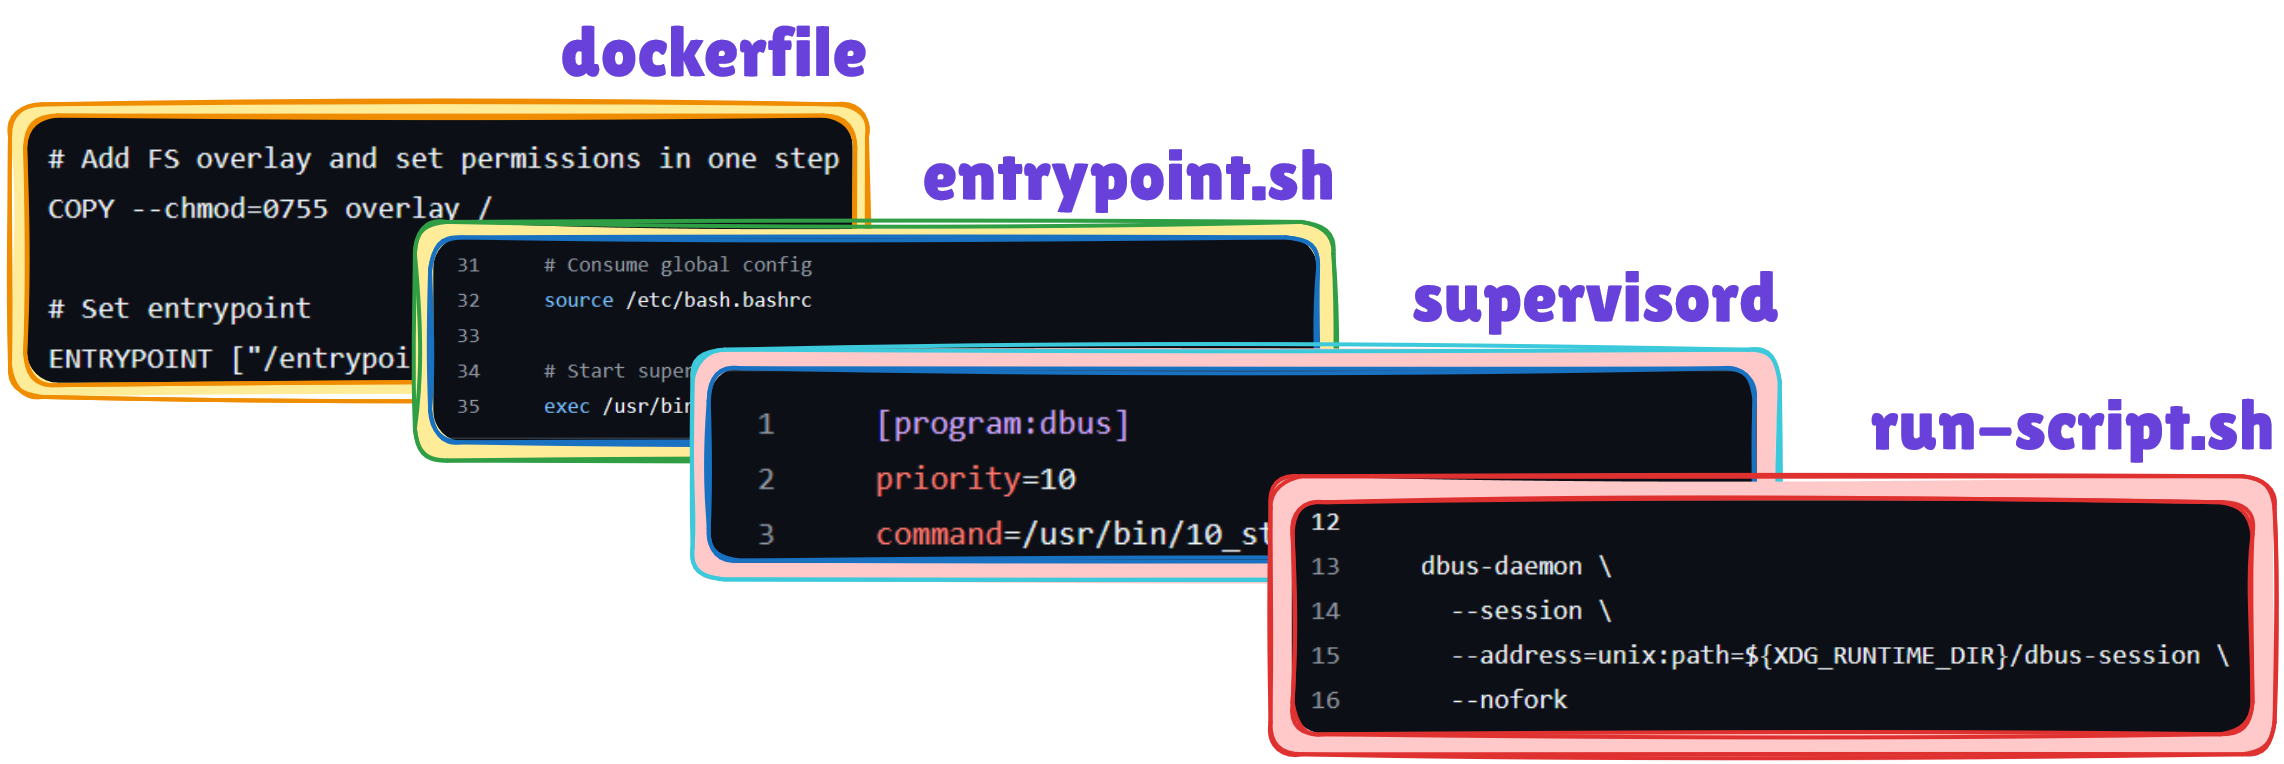 dockerfile
# Add FS overlay and set permissions in one step
COPY --chmod=0755 overlay /
# Set entrypoint
ENTRYPOINT ["/entrypoi
entrypoint.sh
31 # Consume global config
32 source /etc/bash.bashrc
33
34 # Start super
35 exec /usr/bin
supervisord
1 [program:dbus]
2 priority=10
3 command=/usr/bin/10_st
run-script.sh
12
13 dbus-daemon \
14 --session \
15 --address=unix:path=${XDG_RUNTIME_DIR}/dbus-session \
16 --nofork